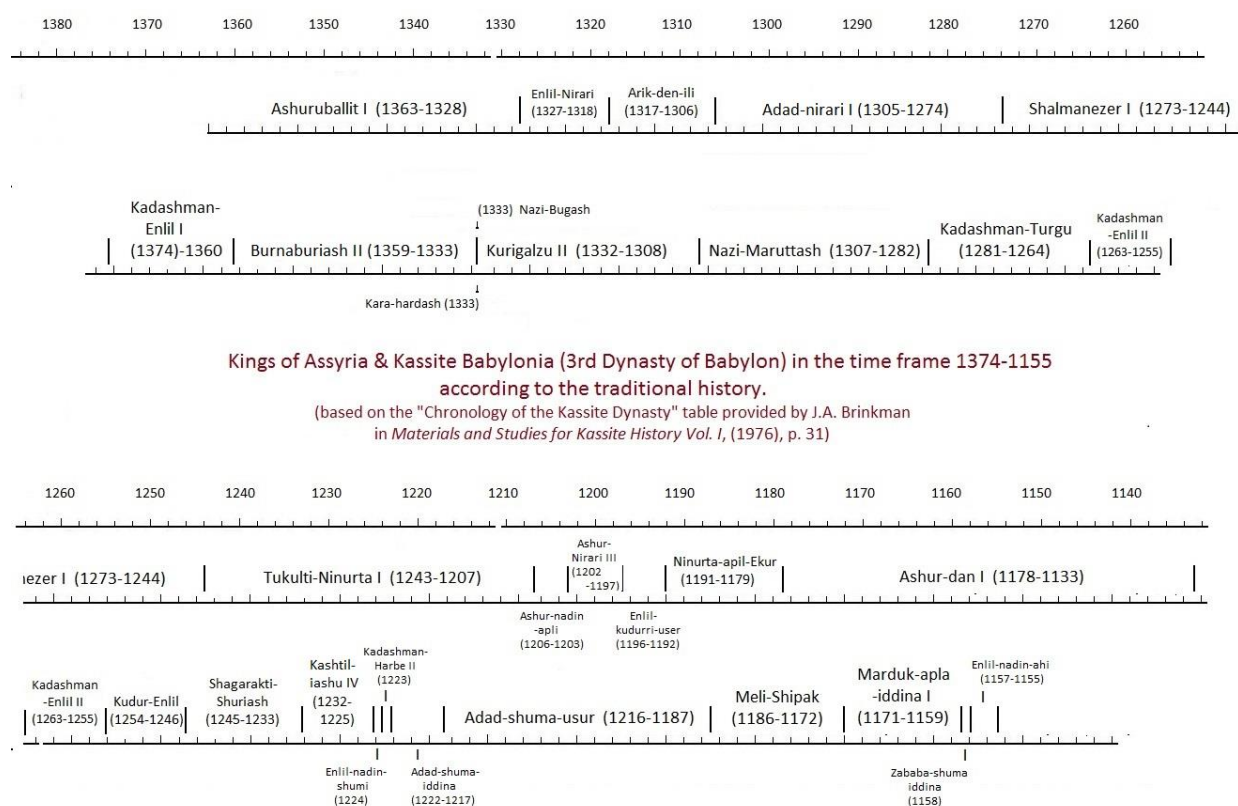 1380 1370 1360 1350 1340 1330 1320 1310 1300 1290 1280 1270 1260
Ashuruballit I (1363-1328)
Enlil-Nirari
(1327-1318)
Arik-den-ili
(1317-1306)
Adad-nirari I (1305-1274)
Shalmanezer I (1273-1244)
Kadashman-
Enlil I
(1374)-1360
Burnaburiash II (1359-1333)
(1333) Nazi-Bugash
Kara-hardash (1333)
Kurigalzu II (1332-1308)
Nazi-Maruttash (1307-1282)
Kadashman-Turgu
(1281-1264)
Kadashman
-Enlil II
(1263-1255)
Kings of Assyria & Kassite Babylonia (3rd Dynasty of Babylon) in the time frame 1374-1155
according to the traditional history.
(based on the "Chronology of the Kassite Dynasty" table provided by J.A. Brinkman
in Materials and Studies for Kassite History Vol. I, (1976), p. 31)
1260 1250 1240 1230 1220 1210 1200 1190 1180 1170 1160 1150 1140
nezer I (1273-1244)
Tukulti-Ninurta I (1243-1207)
Ashur-nadin
-apli
(1206-1203)
Ashur-
Nirari III
(1202
-1197)
Enlil-
kudurri-user
(1196-1192)
Ninurta-apil-Ekur
(1191-1179)
Ashur-dan I (1178-1133)
Kadashman
-Enlil II
(1263-1255)
Kudur-Enlil
(1254-1246)
Shagarakti-
Shuriash
(1245-1233)
Kashtil-
iashu IV
(1232-
1225)
Enlil-nadin-
shumi
(1224)
Kadashman-
Harbe II
(1223)
Adad-shuma-
iddina
(1222-1217)
Adad-shuma-usur (1216-1187)
Meli-Shipak
(1186-1172)
Marduk-apla
-iddina I
(1171-1159)
Zababa-shuma
iddina
(1158)
Enlil-nadin-ahi
(1157-1155)